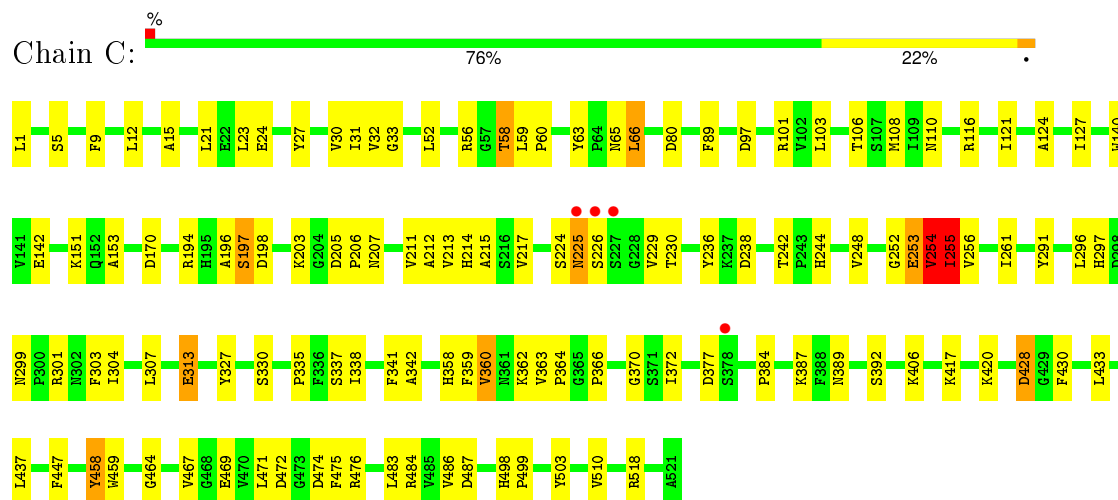 %
Chain C:
76%
22%
•
L1 S5 F9 L12 A15 L21 E22 L23 E24 Y27 V30 I31 V32 G33 L52 R56 G57 T58 L59 P60 Y63 P64 N65 L66 D80 F89 D97 R101 V102 L103 T106 S107 M108 I109 N110 R116 I121 A124 I127 W140
V141 E142 K151 Q152 A153 D170 R194 H195 A196 S197 D198 K203 G204 D205 P206 N207 V211 A212 V213 H214 A215 S216 V217 S224 N225 S226 S227 G228 V229 T230 Y236 K237 D238 T242 P243 H244 V248 G252 E253 V254 I255 V256 I261 Y291 L296 H297 D298
N299 P300 R301 N302 F303 I304 L307 E313 Y327 S330 P335 F336 S337 I338 F341 A342 H358 F359 V360 N361 K362 V363 P364 G365 P366 G370 S371 I372 D377 S378 P384 K387 F388 N389 S392 K406 K417 K420 D428 G429 F430 L433
L437 F447 Y458 W459 G464 V467 G468 E469 V470 L471 D472 G473 D474 F475 R476 L483 R484 V485 V486 D487 H498 P499 Y503 V510 R518 A521